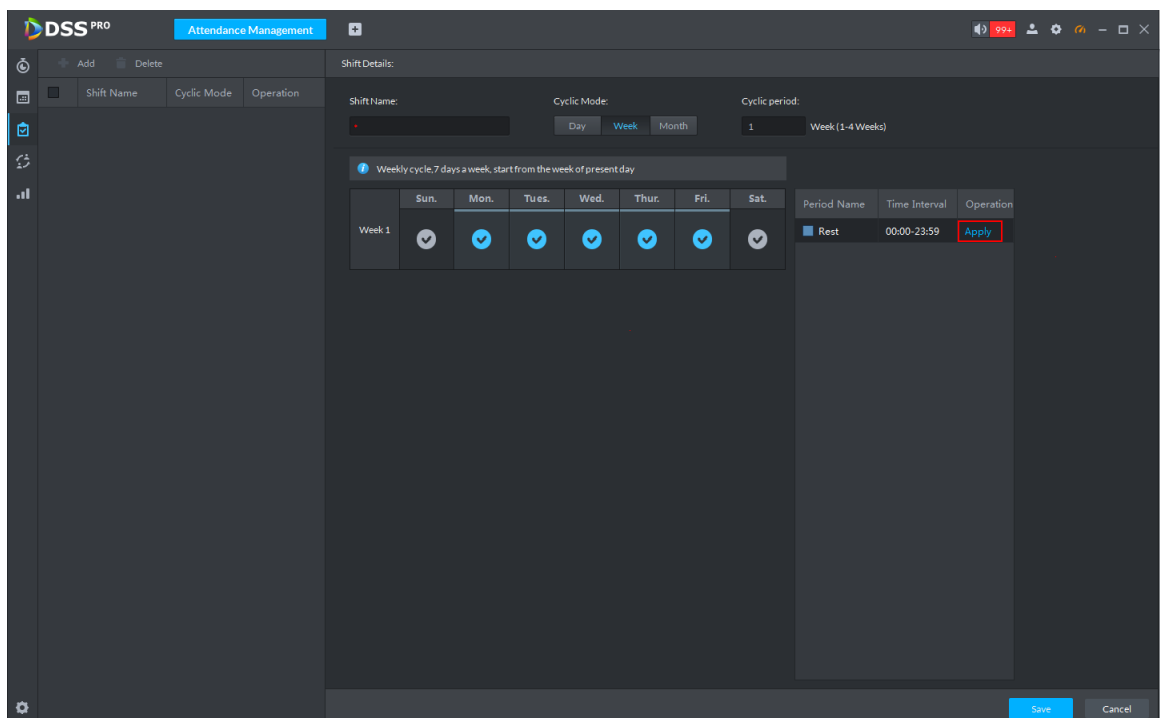 DSS PRO Attendance Management 99+
Add Delete
Shift Name Cyclic Mode Operation
Shift Details:
Shift Name: Cyclic Mode: Cyclic period:
* Day Week Month 1 Week (1-4 Weeks)
Weekly cycle,7 days a week, start from the week of present day
Sun. Mon. Tues. Wed. Thur. Fri. Sat.
Week 1
Period Name Time Interval Operation
Rest 00:00-23:59 Apply
Save Cancel